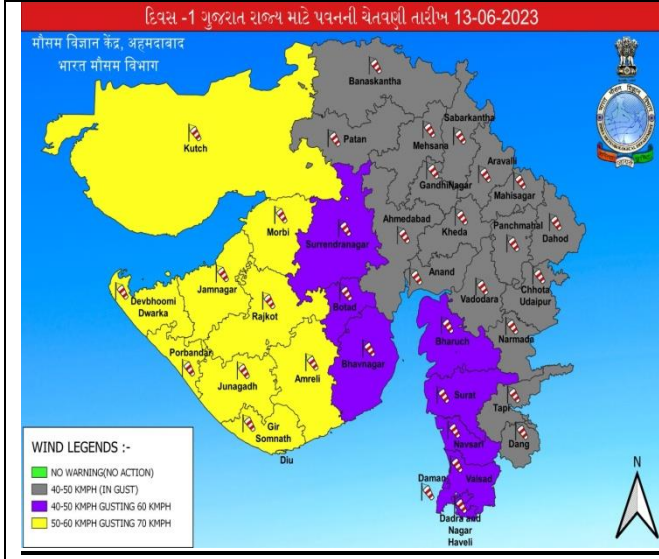 દિવસ -1 ગુજરાત રાજ્ય માટે પવનની ચેતવણી તારીખ 13-06-2023
मौसम विज्ञान केंद्र, अहमदाबाद
भारत मौसम विभाग
Banaskantha
Kutch
Patan
Sabarkantha
Mehsana
Aravalli
GandhiNagar
Mahisagar
Morbi
Surrendranagar
Ahmedabad
Kheda
Panchmahal
Dahod
Jamnagar
Devbhoomi
Dwarka
Rajkot
Botad
Anand
Vadodara
Chhota
Udaipur
Porbandar
Junagadh
Amreli
Bhavnagar
Bharuch
Narmada
Gir
Somnath
Diu
Surat
Tapi
Navsari
Dang
Daman
Valsad
Dadra and
Nagar
Haveli
WIND LEGENDS :-
NO WARNING(NO ACTION)
40-50 KMPH (IN GUST)
40-50 KMPH GUSTING 60 KMPH
50-60 KMPH GUSTING 70 KMPH
N